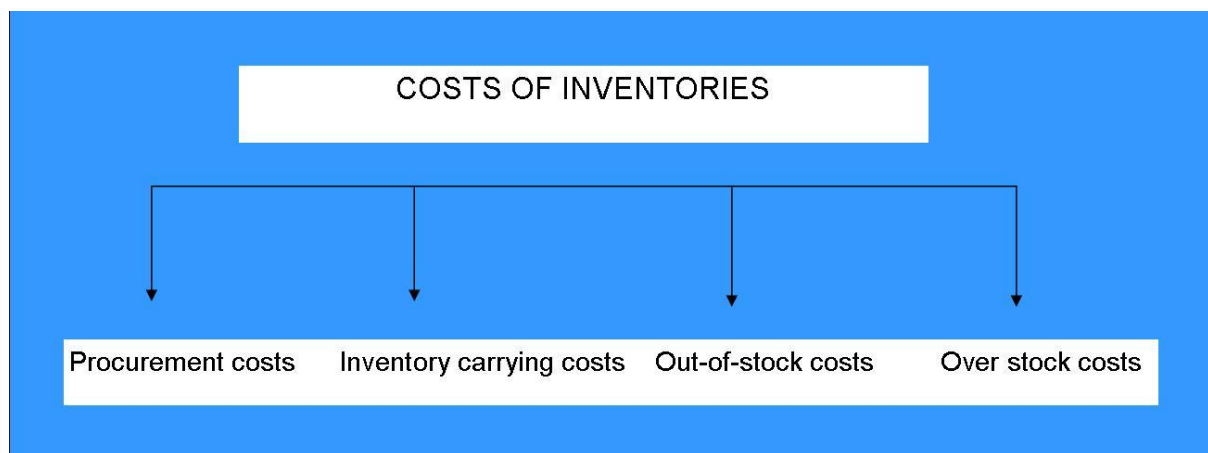 COSTS OF INVENTORIES
Procurement costs Inventory carrying costs Out-of-stock costs Over stock costs